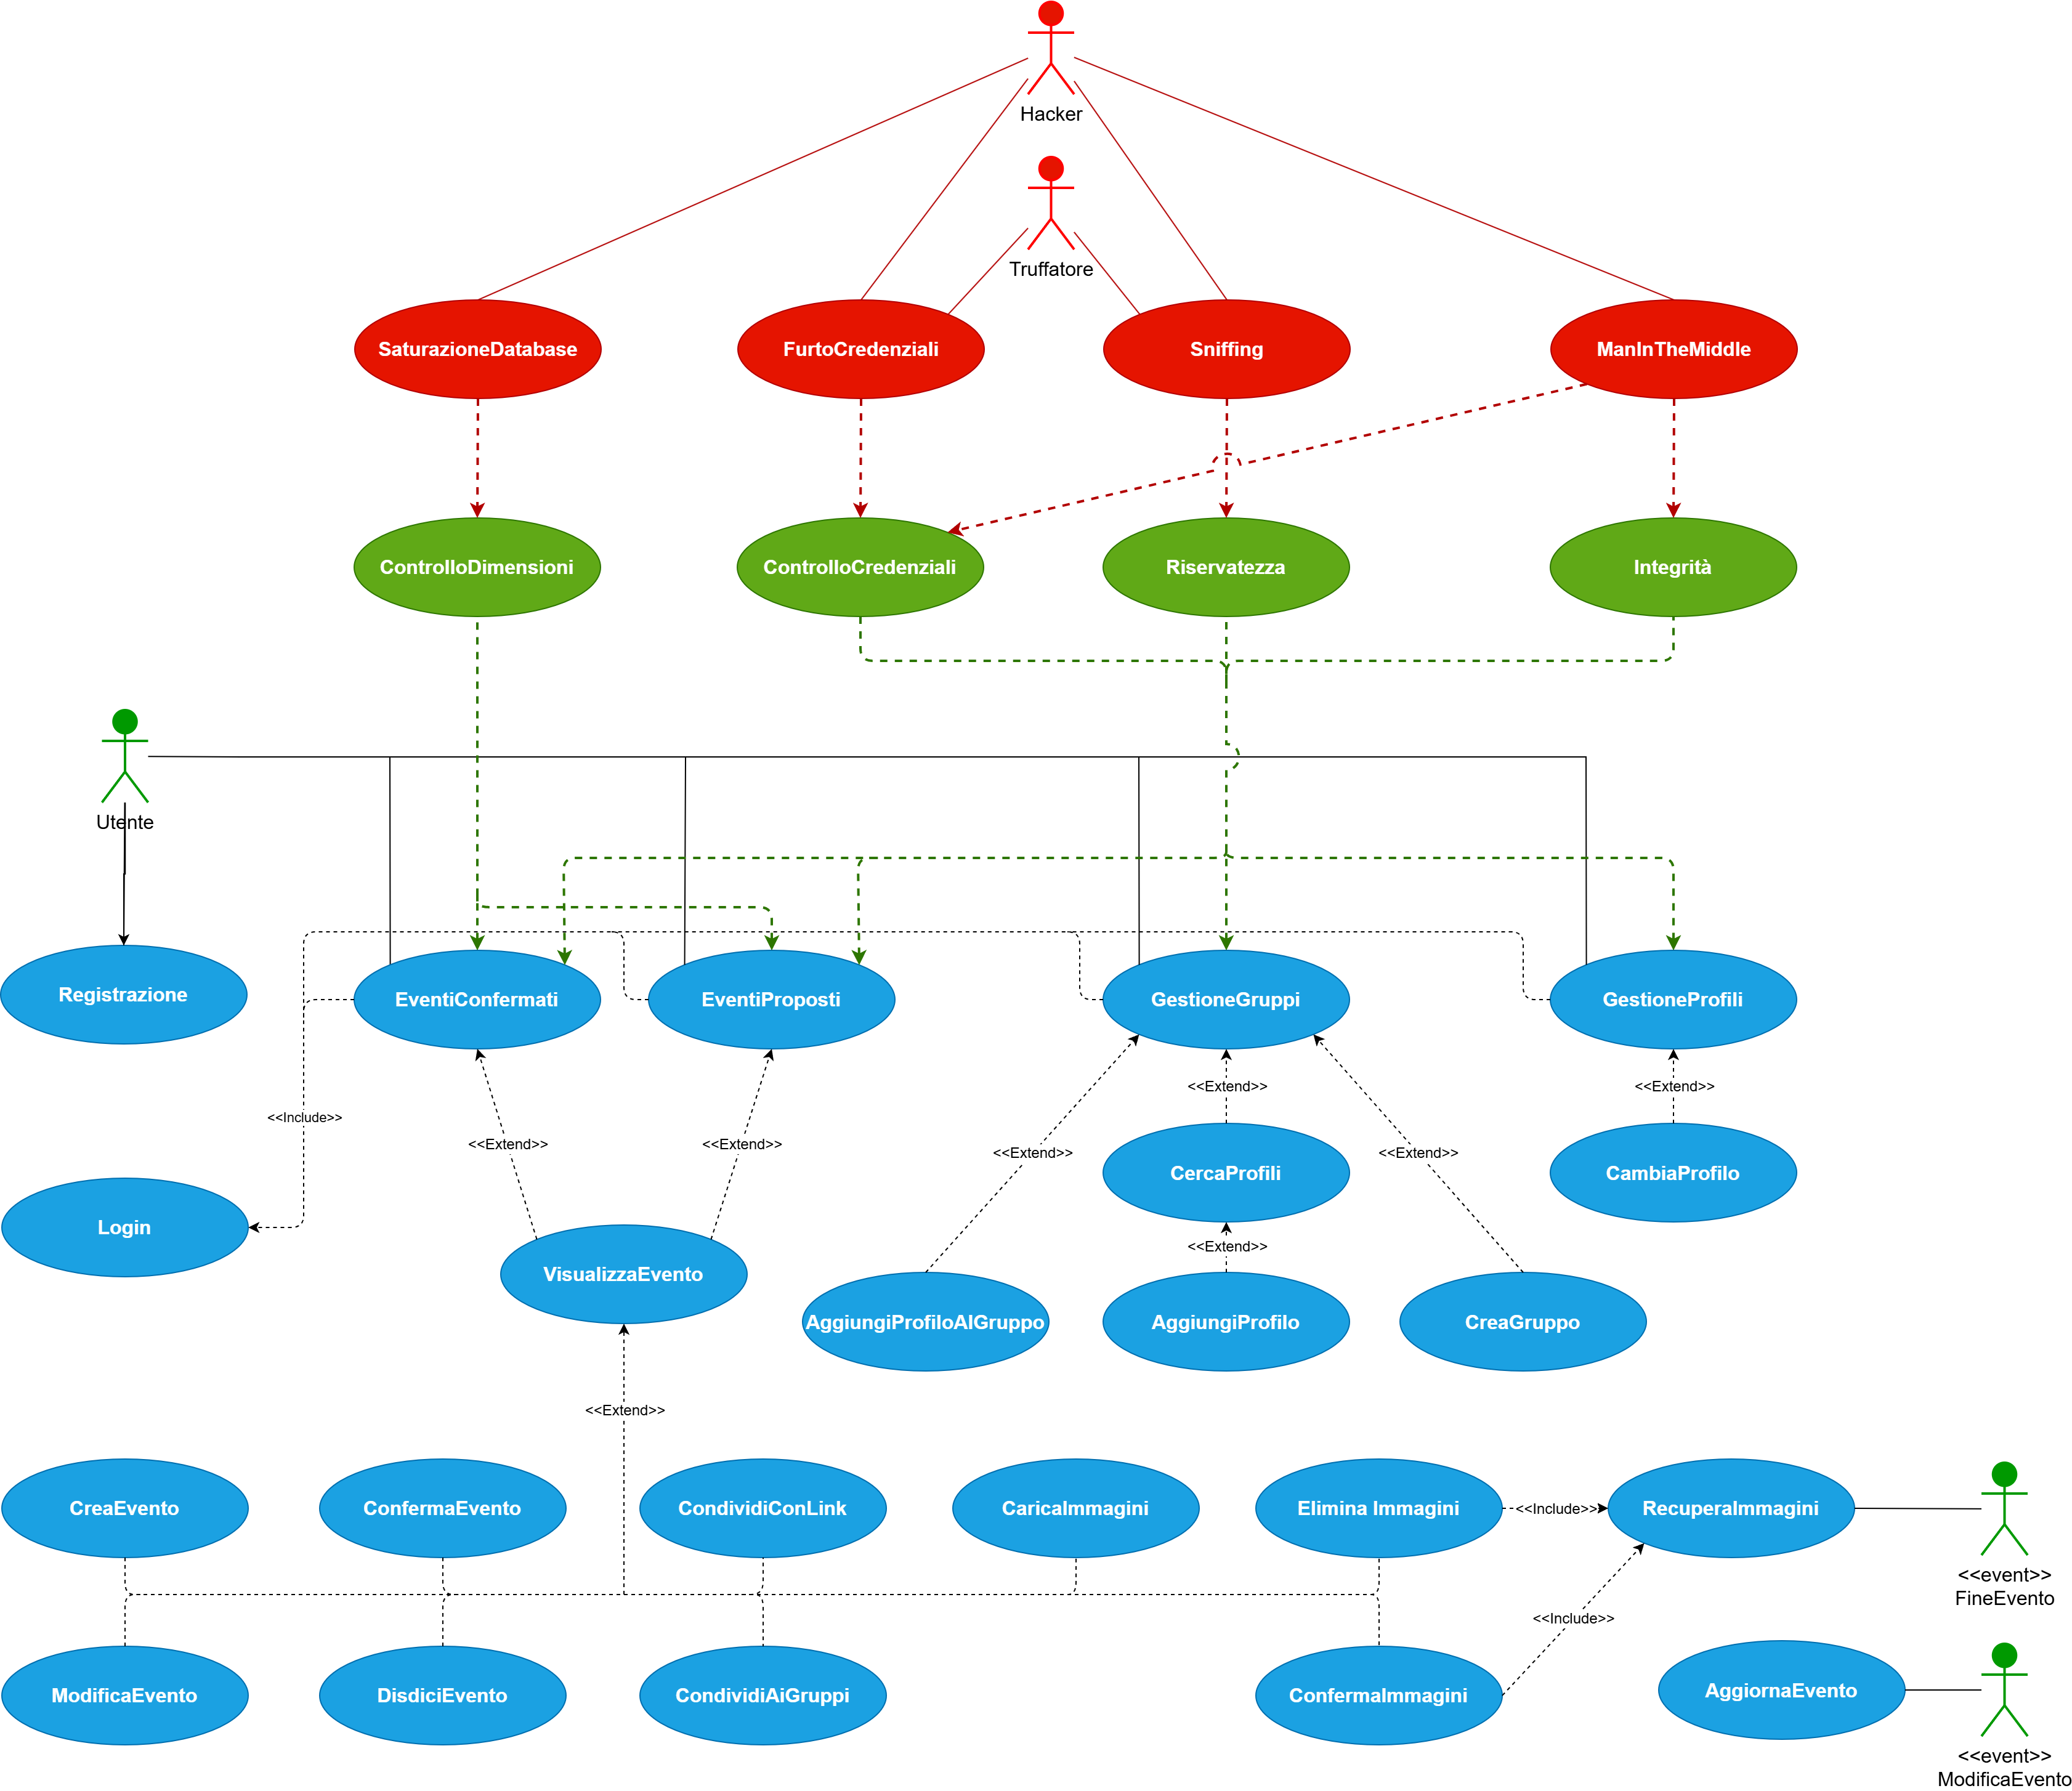 Hacker
Truffatore
SaturazioneDatabase
FurtoCredenziali
Sniffing
ManInTheMiddle
ControlloDimensioni
ControlloCredenziali
Riservatezza
Integrità
Utente
Registrazione
EventiConfermati
EventiProposti
GestioneGruppi
GestioneProfili
<<Extend>>
<<Extend>>
<<Include>>
<<Extend>>
<<Extend>>
<<Extend>>
<<Extend>>
CercaProfili
CambiaProfilo
Login
<<Extend>>
VisualizzaEvento
AggiungiProfiloAlGruppo
AggiungiProfilo
CreaGruppo
<<Extend>>
CreaEvento
ConfermaEvento
CondividiConLink
CaricaImmagini
Elimina Immagini
<<Include>>
RecuperaImmagini
<<event>>
FineEvento
<<Include>>
ModificaEvento
DisdiciEvento
CondividiAiGruppi
ConfermaImmagini
AggiornaEvento
<<event>>
ModificaEvento